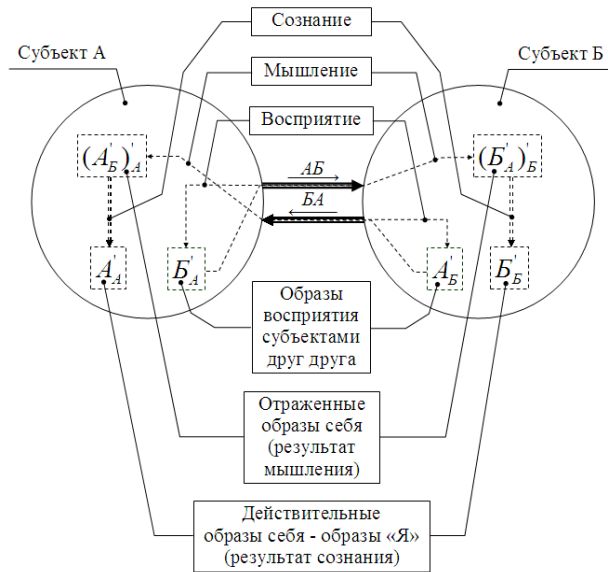 Сознание
Субъект А
Субъект Б
Мышление
Восприятие
(А'Б)'А
АБ
(Б'А)'Б
БА
А'А
Б'А
А'Б
Б'Б
Образы
восприятия
субъектами
друг друга
Отраженные
образы себя
(результат
мышления)
Действительные
образы себя - образы «Я»
(результат сознания)